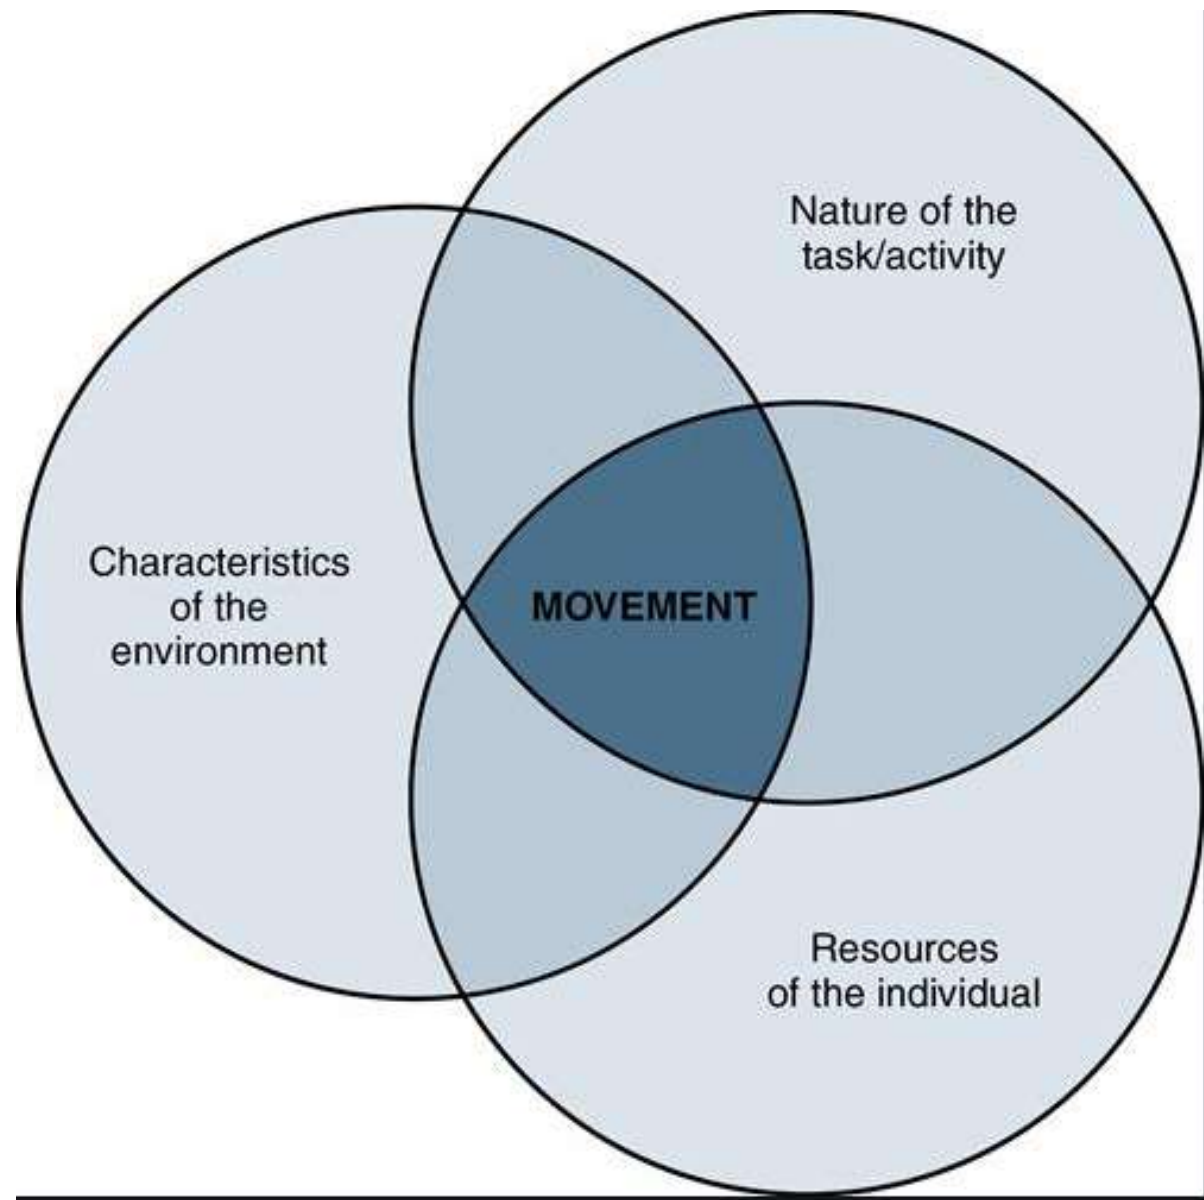 Nature of the
task/activity
Characteristics
of the
environment
MOVEMENT
Resources
of the individual